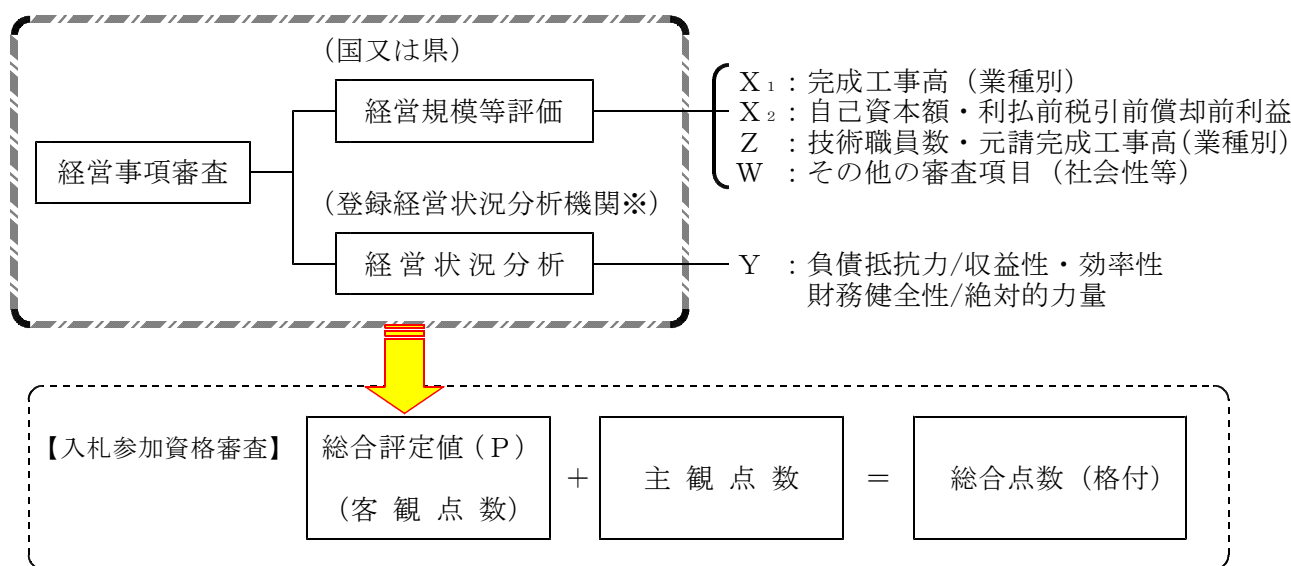 (国又は県)
経営規模等評価
X₁:完成工事高(業種別)
X₂:自己資本額・利払前税引前償却前利益
Z :技術職員数・元請完成工事高(業種別)
W :その他の審査項目(社会性等)
経営事項審査
(登録経営状況分析機関※)
経営状況分析
Y :負債抵抗力/収益性・効率性
財務健全性/絶対的力量
【入札参加資格審査】
総合評定値(P)
(客観点数)
+
主観点数
=
総合点数(格付)